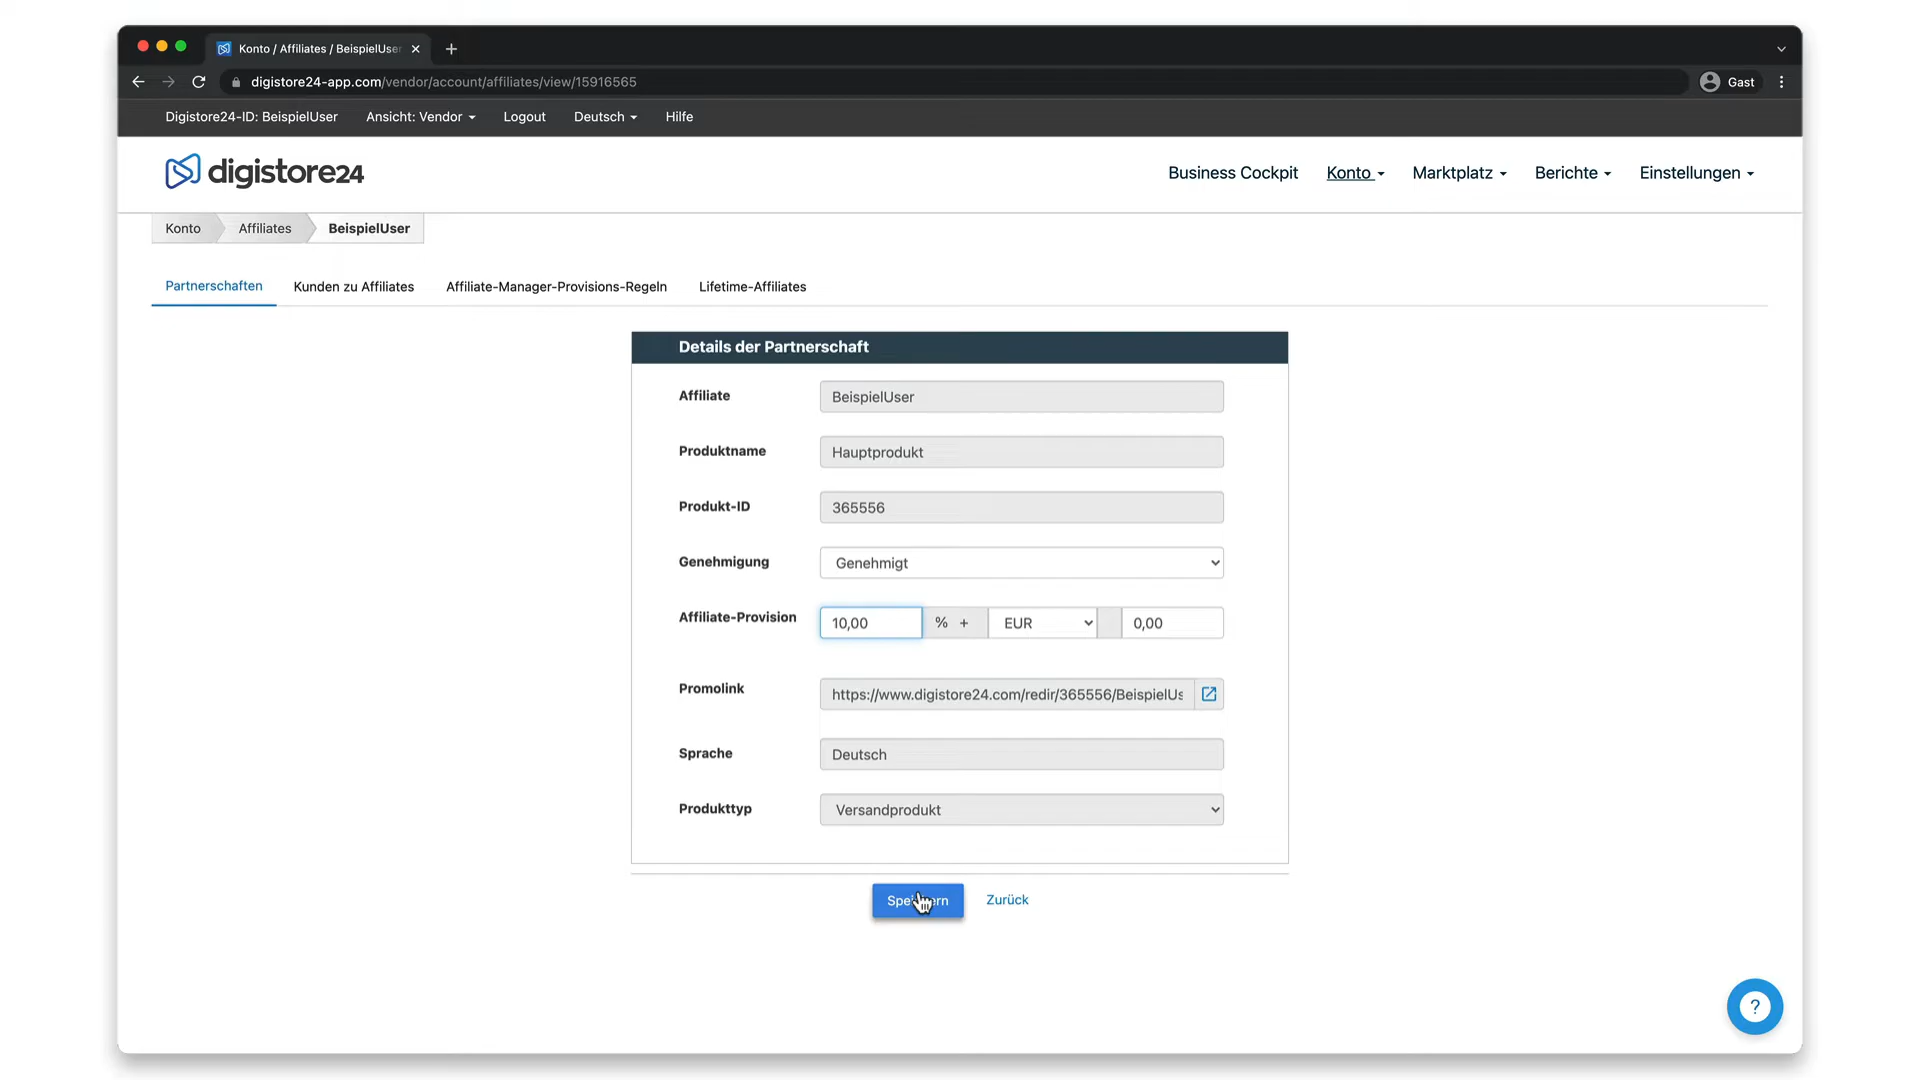 Konto / Affiliates / BeispielUser
digistore24-app.com/vendor/account/affiliates/view/15916565
Gast
Digistore24-ID: BeispielUser
Ansicht: Vendor
Logout
Deutsch
Hilfe
digistore24
Business Cockpit
Konto
Marktplatz
Berichte
Einstellungen
Konto
Affiliates
BeispielUser
Partnerschaften
Kunden zu Affiliates
Affiliate-Manager-Provisions-Regeln
Lifetime-Affiliates
Details der Partnerschaft
Affiliate
BeispielUser
Produktname
Hauptprodukt
Produkt-ID
365556
Genehmigung
Genehmigt
Affiliate-Provision
10,00
% +
EUR
0,00
Promolink
https://www.digistore24.com/redir/365556/BeispielUs
Sprache
Deutsch
Produkttyp
Versandprodukt
Zurück
?